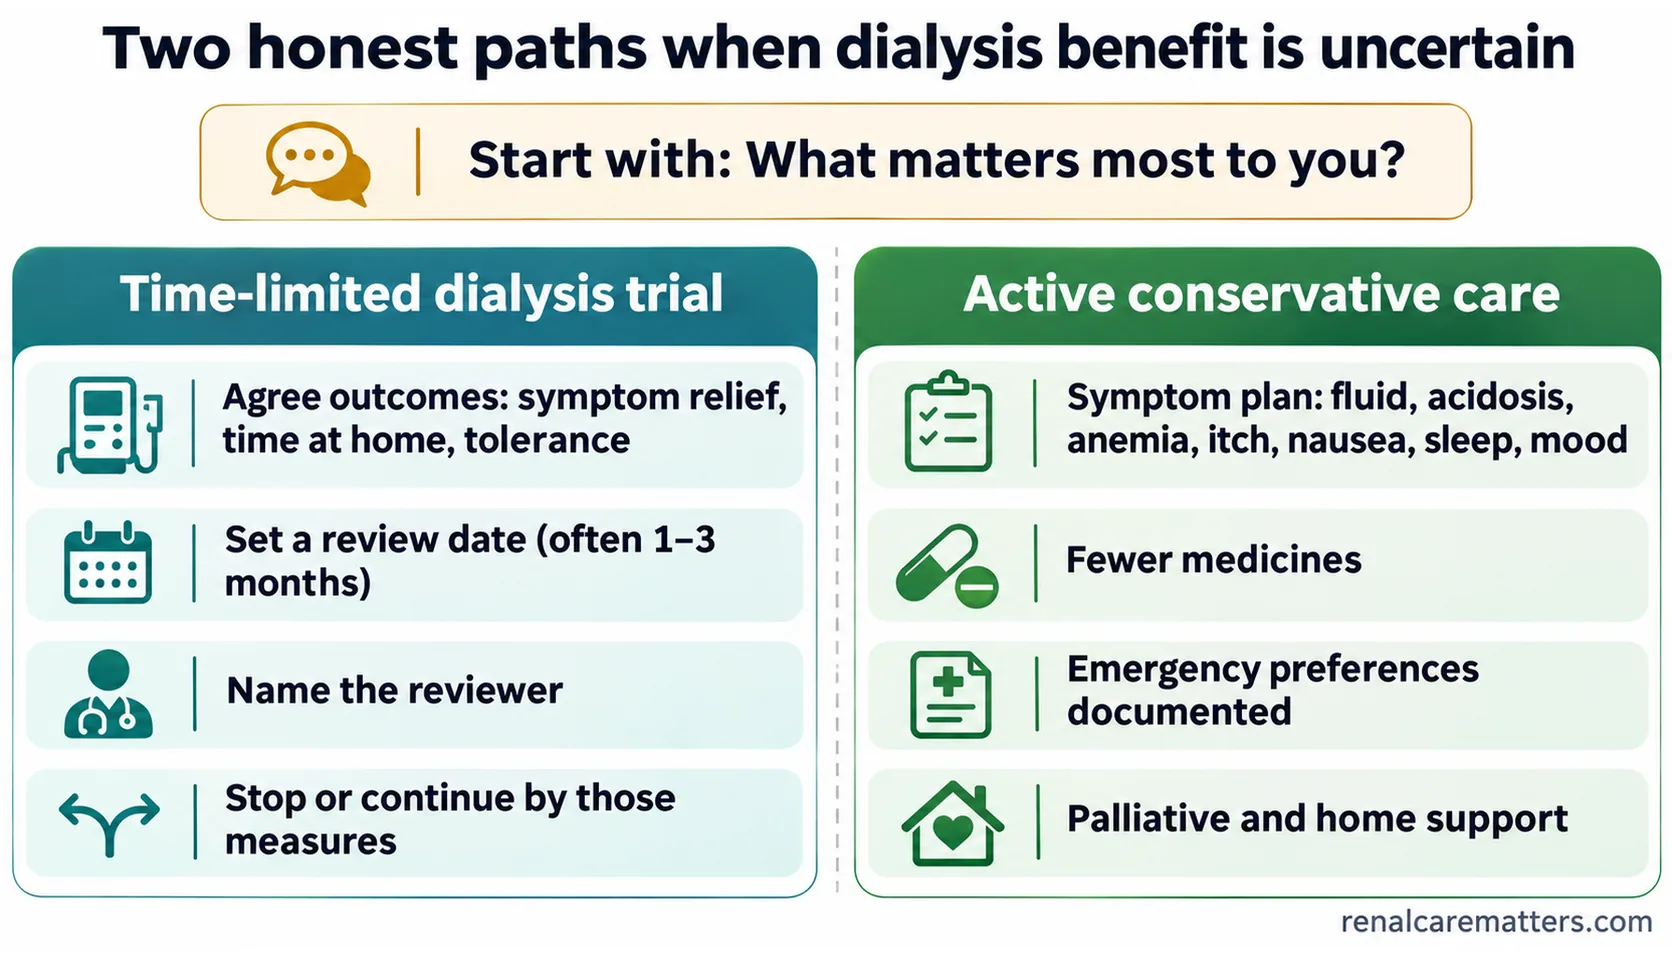 Two honest paths when dialysis benefit is uncertain
Start with: What matters most to you?
Time-limited dialysis trial
Agree outcomes: symptom relief,
time at home, tolerance
Set a review date (often 1–3
months)
Name the reviewer
Stop or continue by those
measures
Active conservative care
Symptom plan: fluid, acidosis,
anemia, itch, nausea, sleep, mood
Fewer medicines
Emergency preferences
documented
Palliative and home support
renalcarematters.com